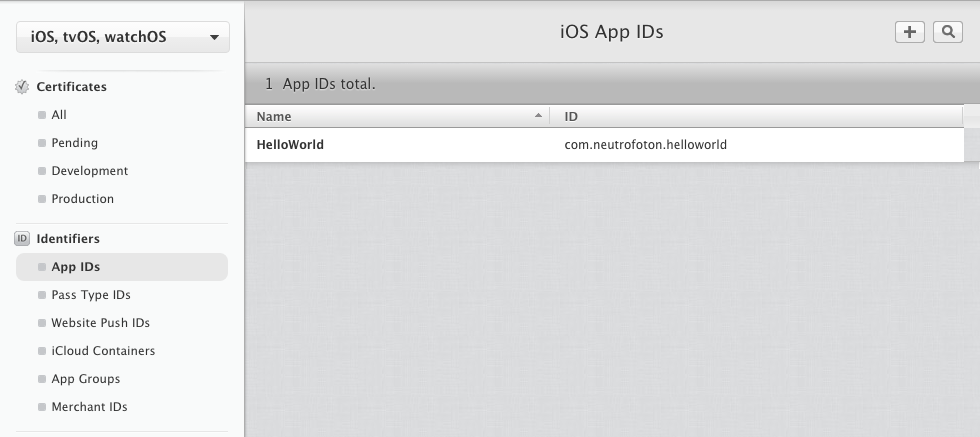 iOS, tvOS, watchOS
Certificates
All
Pending
Development
Production
ID Identifiers
App IDs
Pass Type IDs
Website Push IDs
iCloud Containers
App Groups
Merchant IDs
iOS App IDs
1 App IDs total.
Name ID
HelloWorld com.neutrofoton.helloworld